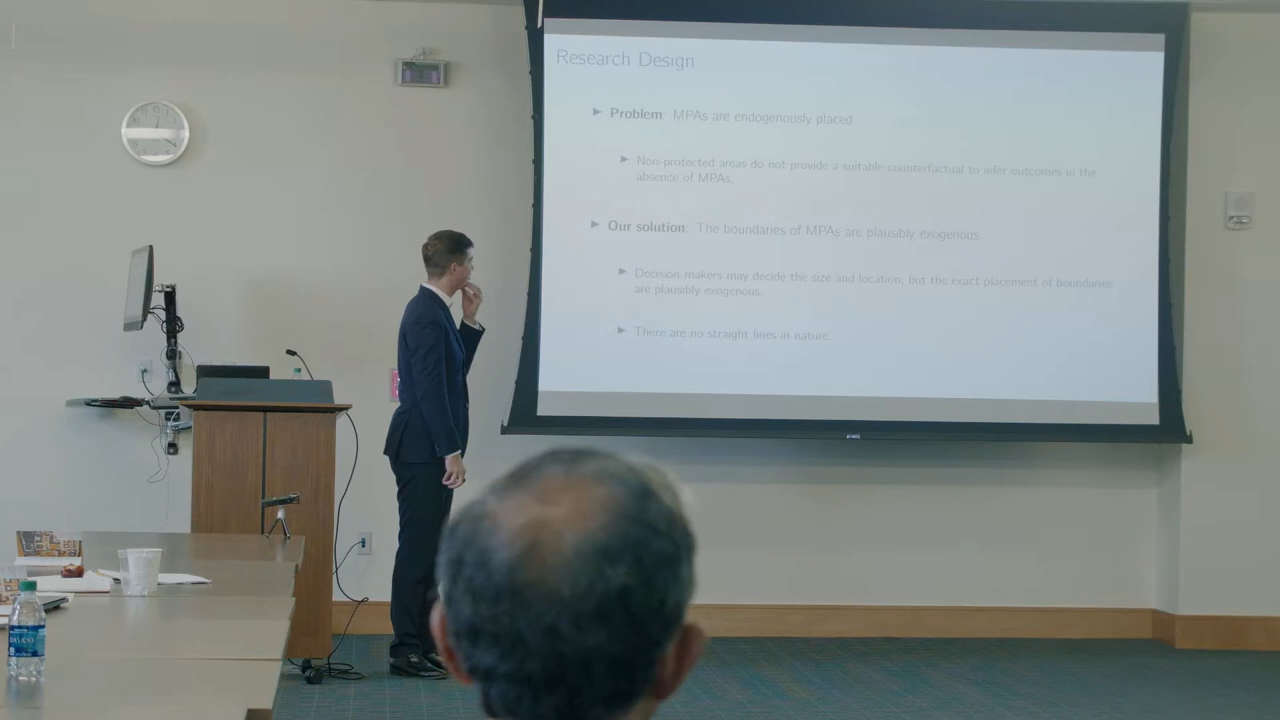 Research Design
Problem: MPAs are endogenously placed
Non-protected areas do not provide a suitable counterfactual to infer outcomes in the
absence of MPAs.
Our solution: The boundaries of MPAs are plausibly exogenous.
Decision-makers may decide the size and location, but the exact placement of boundaries
are plausibly exogenous.
There are no straight lines in nature.